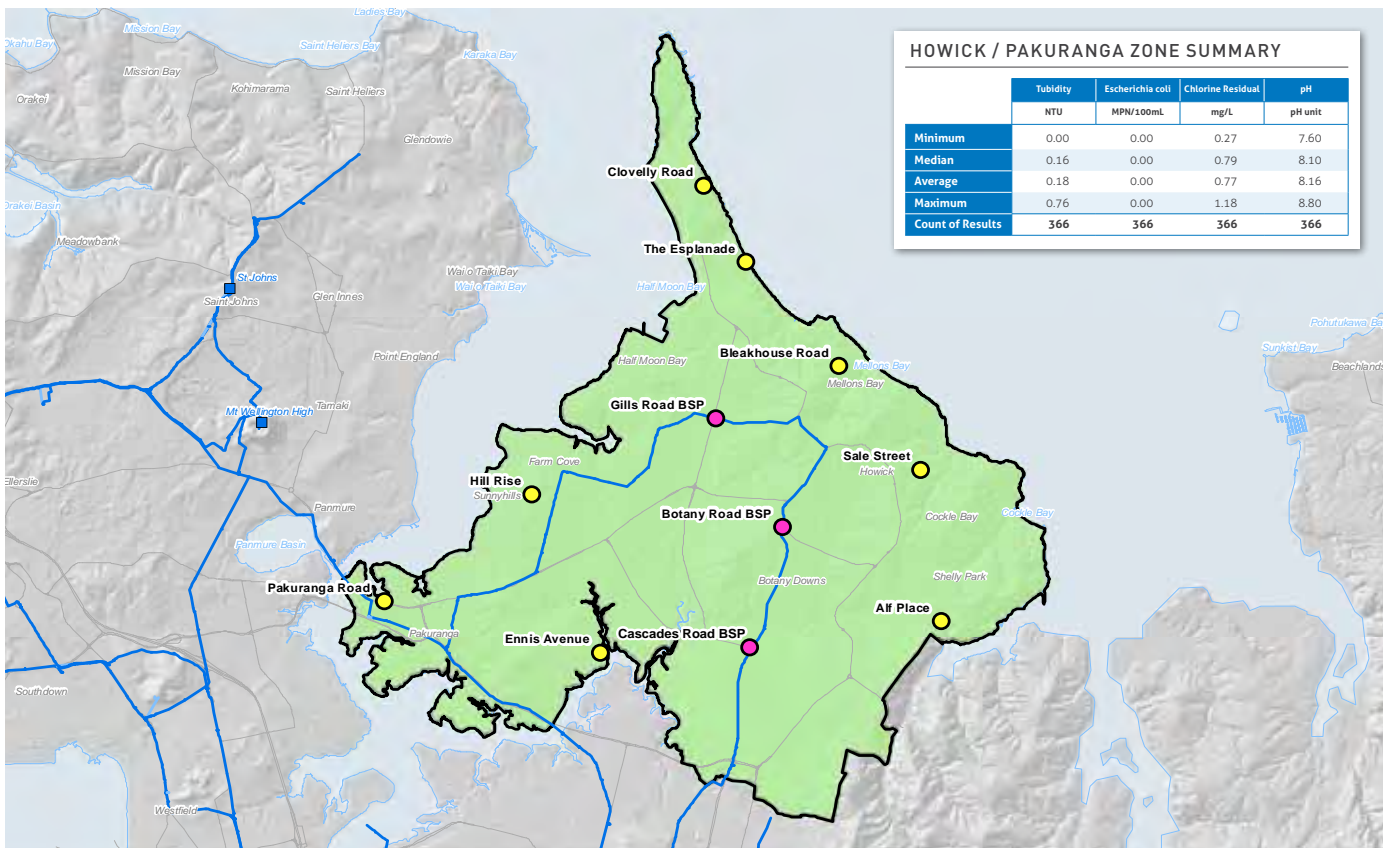 HOWICK / PAKURANGA ZONE SUMMARY
Tubidity Escherichia coli Chlorine Residual pH
NTU MPN/100mL mg/L pH unit
Minimum 0.00 0.00 0.27 7.60
Median 0.16 0.00 0.79 8.10
Average 0.18 0.00 0.77 8.16
Maximum 0.76 0.00 1.18 8.80
Count of Results 366 366 366 366
Ladies Bay
Mission Bay
Okahu Bay
Saint Heliers Bay
Karaka Bay
Mission Bay
Kohimarama
Saint Heliers
Orakei
Glendowie
Clovelly Road
Orakei Basin
Meadowbank
The Esplanade
Wai o Taiki Bay
Wai o Taiki Bay
St Johns
Saint Johns
Glen Innes
Half Moon Bay
Point England
Half Moon Bay
Bleakhouse Road
Mellons Bay
Mellons Bay
Pohutukawa Ba
Sunkist Bay
Beachlands
Tamaki
Mt Wellington High
Gills Road BSP
Farm Cove
Sale Street
Howick
Ellerslie
Hill Rise
Sunnyhills
Panmure
Botany Road BSP
Cockle Bay
Cockle Bay
Panmure Basin
Pakuranga Road
Botany Downs
Shelly Park
Alf Place
Pakuranga
Ennis Avenue
Cascades Road BSP
Southdown
Westfield